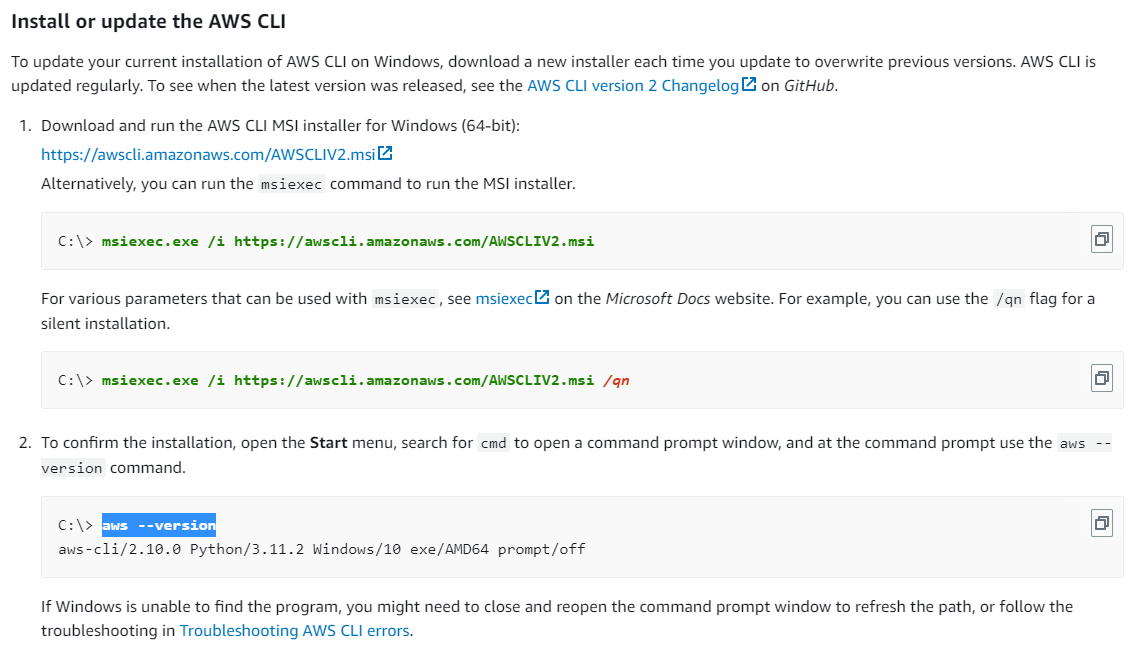 Install or update the AWS CLI
To update your current installation of AWS CLI on Windows, download a new installer each time you update to overwrite previous versions. AWS CLI is
updated regularly. To see when the latest version was released, see the AWS CLI version 2 Changelog on GitHub.
1. Download and run the AWS CLI MSI installer for Windows (64-bit):
https://awscli.amazonaws.com/AWSCLIV2.msi
Alternatively, you can run the msiexec command to run the MSI installer.
C:\> msiexec.exe /i https://awscli.amazonaws.com/AWSCLIV2.msi
For various parameters that can be used with msiexec, see msiexec on the Microsoft Docs website. For example, you can use the /qn flag for a
silent installation.
C:\> msiexec.exe /i https://awscli.amazonaws.com/AWSCLIV2.msi /qn
2. To confirm the installation, open the Start menu, search for cmd to open a command prompt window, and at the command prompt use the aws --
version command.
C:\> aws --version
aws-cli/2.10.0 Python/3.11.2 Windows/10 exe/AMD64 prompt/off
If Windows is unable to find the program, you might need to close and reopen the command prompt window to refresh the path, or follow the
troubleshooting in Troubleshooting AWS CLI errors.